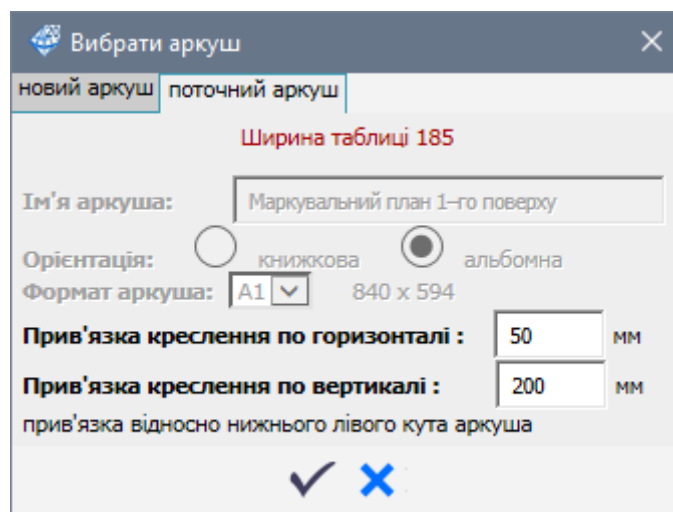 Вибрати аркуш
новий аркуш поточний аркуш
Ширина таблиці 185
Ім'я аркуша: Маркувальний план 1–го поверху
Орієнтація: книжкова альбомна
Формат аркуша: A1 840 x 594
Прив'язка креслення по горизонталі : 50 мм
Прив'язка креслення по вертикалі : 200 мм
прив'язка відносно нижнього лівого кута аркуша